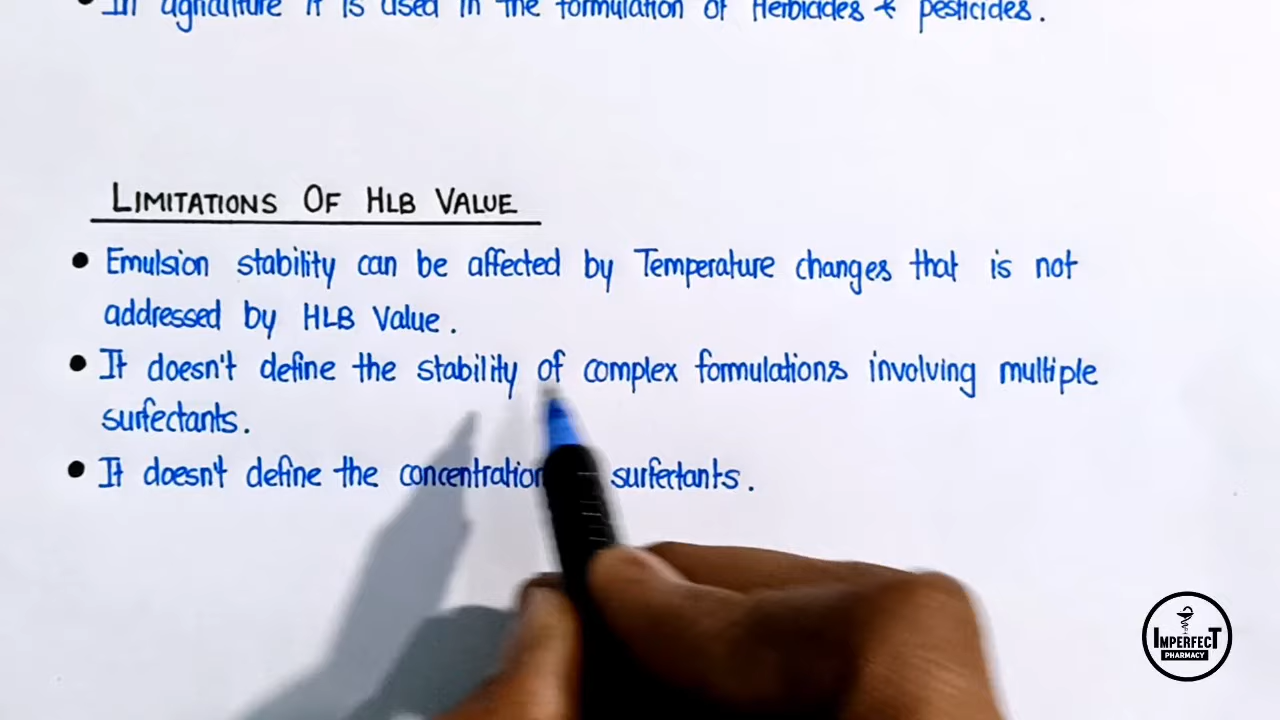 • In agriculture it is used in the formulation of Herbicides & pesticides.
LIMITATIONS OF HLB VALUE
• Emulsion stability can be affected by Temperature changes that is not
addressed by HLB Value.
• It doesn't define the stability of complex formulations involving multiple
surfectants.
• It doesn't define the concentration surfectants.
IMPERFECT
PHARMACY